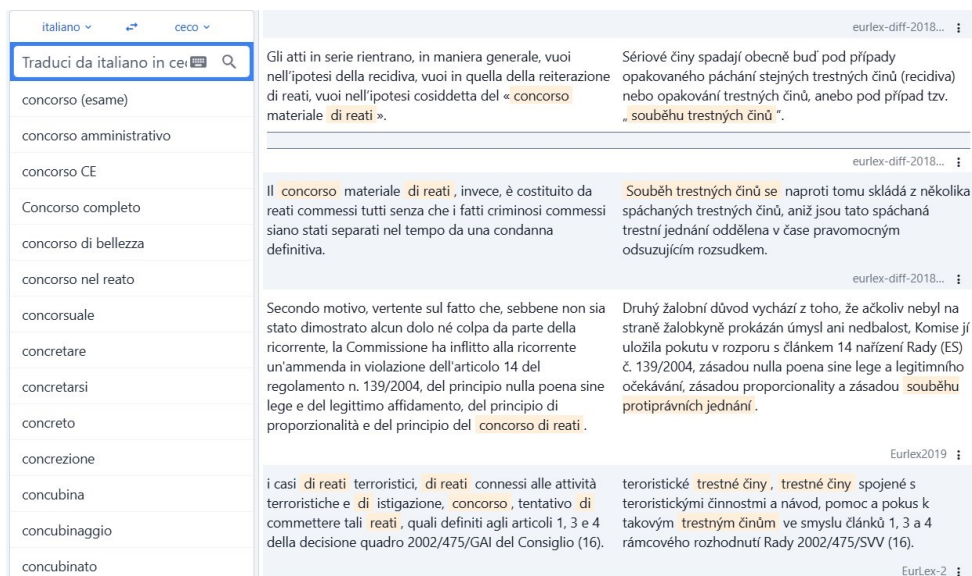 italiano
ceco
Traduci da italiano in cec
concorso (esame)
concorso amministrativo
concorso CE
Concorso completo
concorso di bellezza
concorso nel reato
concorsuale
concretare
concretarsi
concreto
concrezione
concubina
concubinaggio
concubinato
eurlex-diff-2018...
Gli atti in serie rientrano, in maniera generale, vuoi
nell'ipotesi della recidiva, vuoi in quella della reiterazione
di reati, vuoi nell'ipotesi cosiddetta del « concorso
materiale di reati ».
Sériové činy spadají obecně buď pod případy
opakovaného páchání stejných trestných činů (recidiva)
nebo opakování trestných činů, anebo pod případ tzv.
„ souběhu trestných činů “.
eurlex-diff-2018...
Il concorso materiale di reati , invece, è costituito da
reati commessi tutti senza che i fatti criminosi commessi
siano stati separati nel tempo da una condanna
definitiva.
Souběh trestných činů se naproti tomu skládá z několika
spáchaných trestných činů, aniž jsou tato spáchaná
trestní jednání oddělena v čase pravomocným
odsuzujícím rozsudkem.
eurlex-diff-2018...
Secondo motivo, vertente sul fatto che, sebbene non sia
stato dimostrato alcun dolo né colpa da parte della
ricorrente, la Commissione ha inflitto alla ricorrente
un'ammenda in violazione dell'articolo 14 del
regolamento n. 139/2004, del principio nulla poena sine
lege e del legittimo affidamento, del principio di
proporzionalità e del principio del concorso di reati .
Druhý žalobní důvod vychází z toho, že ačkoliv nebyl na
straně žalobkyně prokázán úmysl ani nedbalost, Komise jí
uložila pokutu v rozporu s článkem 14 nařízení Rady (ES)
č. 139/2004, zásadou nulla poena sine lege a legitimního
očekávání, zásadou proporcionality a zásadou souběhu
protiprávních jednání .
Eurlex2019
i casi di reati terroristici, di reati connessi alle attività
terroristiche e di istigazione, concorso , tentativo di
commettere tali reati , quali definiti agli articoli 1, 3 e 4
della decisione quadro 2002/475/GAI del Consiglio (16).
teroristické trestné činy , trestné činy spojené s
teroristickými činnostmi a návod, pomoc a pokus k
takovým trestným činům ve smyslu článků 1, 3 a 4
rámcového rozhodnutí Rady 2002/475/SVV (16).
EurLex-2